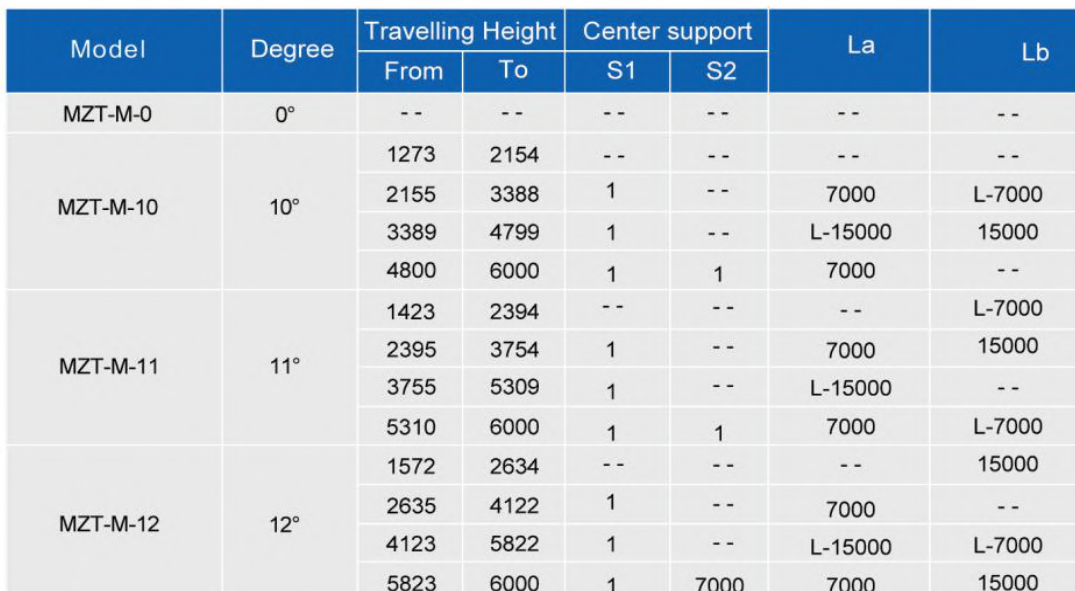 Model Degree Travelling Height Center support La Lb
From To S1 S2
MZT-M-0 0° -- -- -- -- -- --
1273 2154 -- -- -- --
MZT-M-10 10° 2155 3388 1 -- 7000 L-7000
3389 4799 1 -- L-15000 15000
4800 6000 1 1 7000 --
1423 2394 -- -- -- L-7000
MZT-M-11 11° 2395 3754 1 -- 7000 15000
3755 5309 1 -- L-15000 --
5310 6000 1 1 7000 L-7000
1572 2634 -- -- -- 15000
MZT-M-12 12° 2635 4122 1 -- 7000 --
4123 5822 1 -- L-15000 L-7000
5823 6000 1 7000 7000 15000